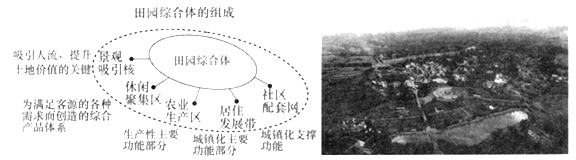 田园综合体的组成
吸引人流、提升
土地价值的关键
景观
吸引核
田园综合体
休闲
聚集区
农业
生产区
居住
发展带
社区
配套网
为满足客源的各种
需求而创造的综合
产品体系
生产性主要
功能部分
城镇化主要
功能部分
城镇化支撑
功能